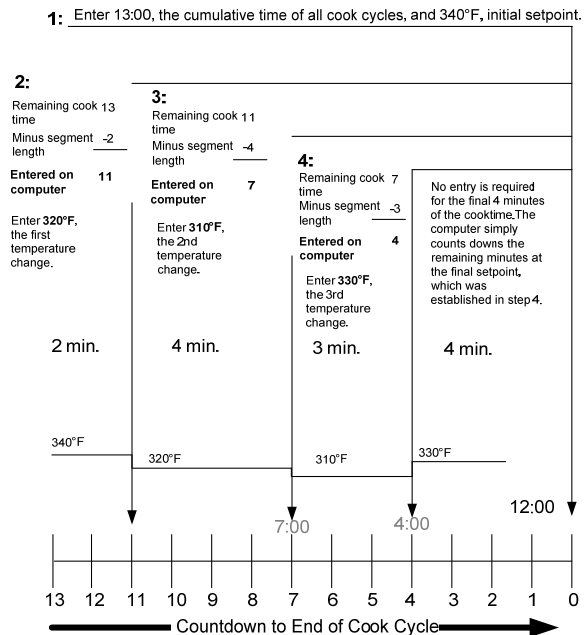 1: Enter 13:00, the cumulative time of all cook cycles, and 340°F, initial setpoint.
2:
Remaining cook 13
time
Minus segment -2
length
Entered on 11
computer
Enter 320°F,
the first
temperature
change.
2 min.
3:
Remaining cook 11
time
Minus segment -4
length
Entered on 7
computer
Enter 310°F,
the 2nd
temperature
change.
4 min.
4:
Remaining cook 7
time
Minus segment -3
length
Entered on 4
computer
Enter 330°F,
the 3rd
temperature
change.
3 min.
No entry is required
for the final 4 minutes
of the cooktime.The
computer simply
counts downs the
remaining minutes at
the final setpoint,
which was
established in step 4.
4 min.
340°F
320°F
310°F
330°F
7:00
4:00
12:00
13 12 11 10 9 8 7 6 5 4 3 2 1 0
Countdown to End of Cook Cycle